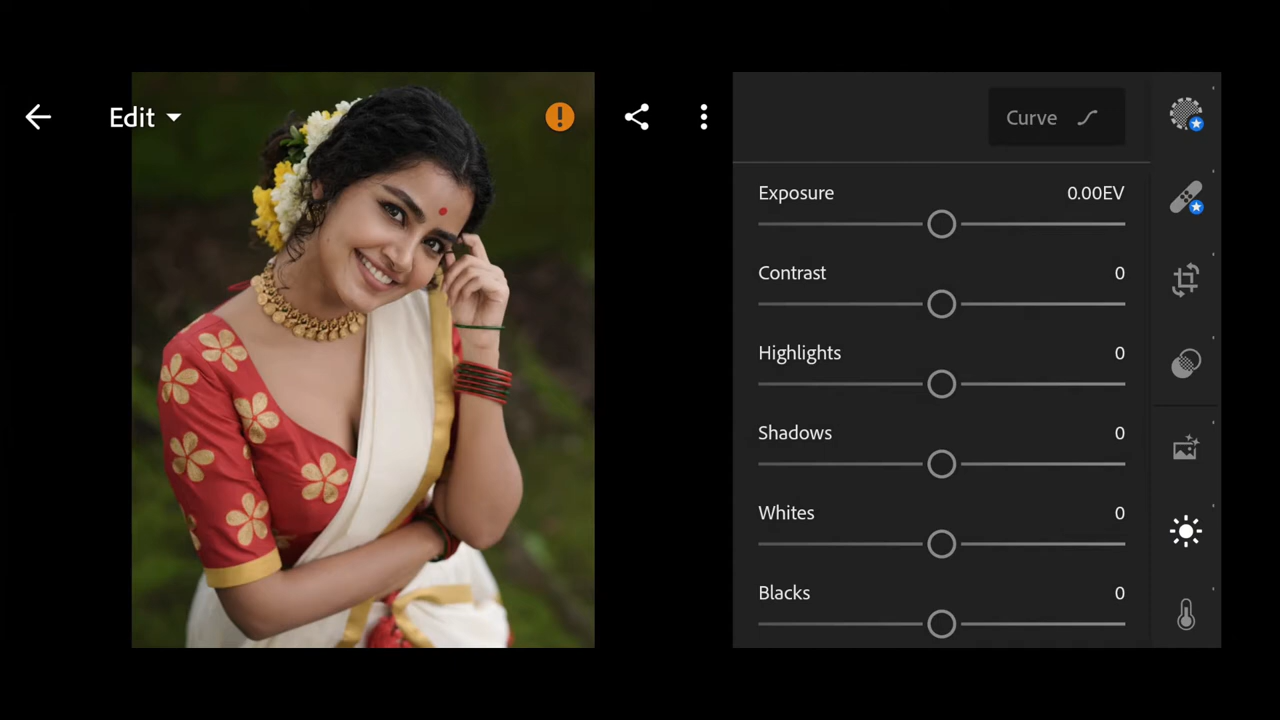 Edit
Curve
Exposure 0.00EV
Contrast 0
Highlights 0
Shadows 0
Whites 0
Blacks 0